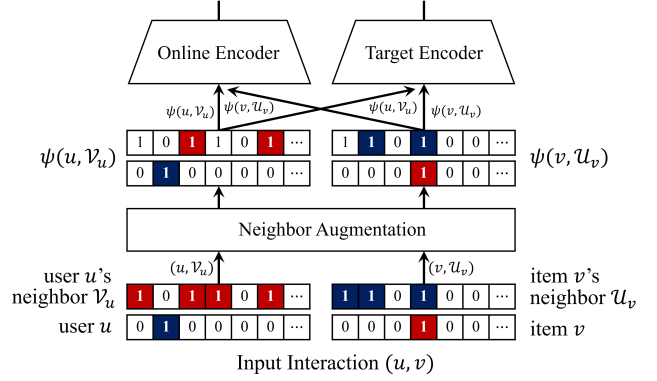 Online Encoder Target Encoder
ψ(u, 𝒱ᵤ) ψ(v, 𝒰ᵥ) ψ(u, 𝒱ᵤ) ψ(v, 𝒰ᵥ)
ψ(u, 𝒱ᵤ) 1 0 1 1 0 1 ⋯ 1 1 0 1 0 0 ⋯ ψ(v, 𝒰ᵥ)
0 1 0 0 0 0 ⋯ 0 0 0 1 0 0 ⋯
Neighbor Augmentation
(u, 𝒱ᵤ) (v, 𝒰ᵥ)
user u's
neighbor 𝒱ᵤ 1 0 1 1 0 1 ⋯ 1 1 0 1 0 0 ⋯ item v's
neighbor 𝒰ᵥ
user u 0 1 0 0 0 0 ⋯ 0 0 0 1 0 0 ⋯ item v
Input Interaction (u, v)